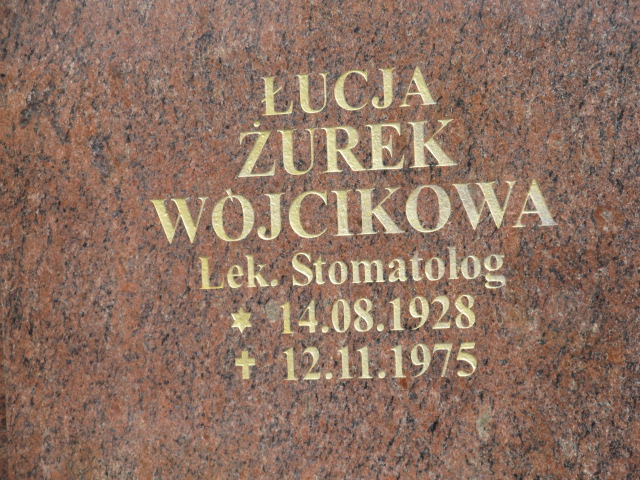 ŁUCJA
ŻUREK
WÓJCIKOWA
Lek. Stomatolog
✶ 14.08.1928
✝ 12.11.1975